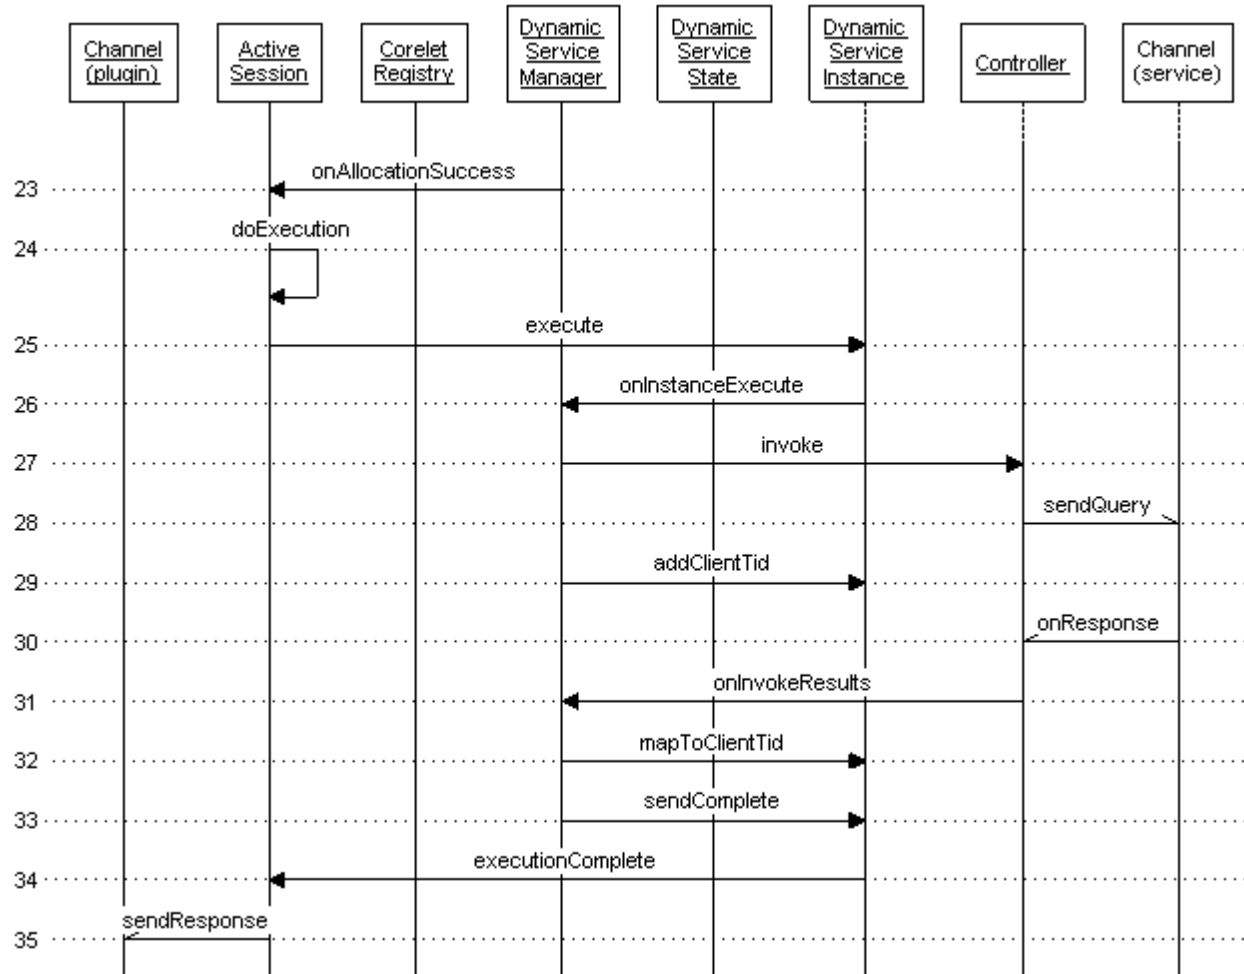 Channel
(plugin)
Active
Session
Corelet
Registry
Dynamic
Service
Manager
Dynamic
Service
State
Dynamic
Service
Instance
Controller
Channel
(service)
23
onAllocationSuccess
24
doExecution
25
execute
26
onInstanceExecute
27
invoke
28
sendQuery
29
addClientTid
30
onResponse
31
onInvokeResults
32
mapToClientTid
33
sendComplete
34
executionComplete
35
sendResponse